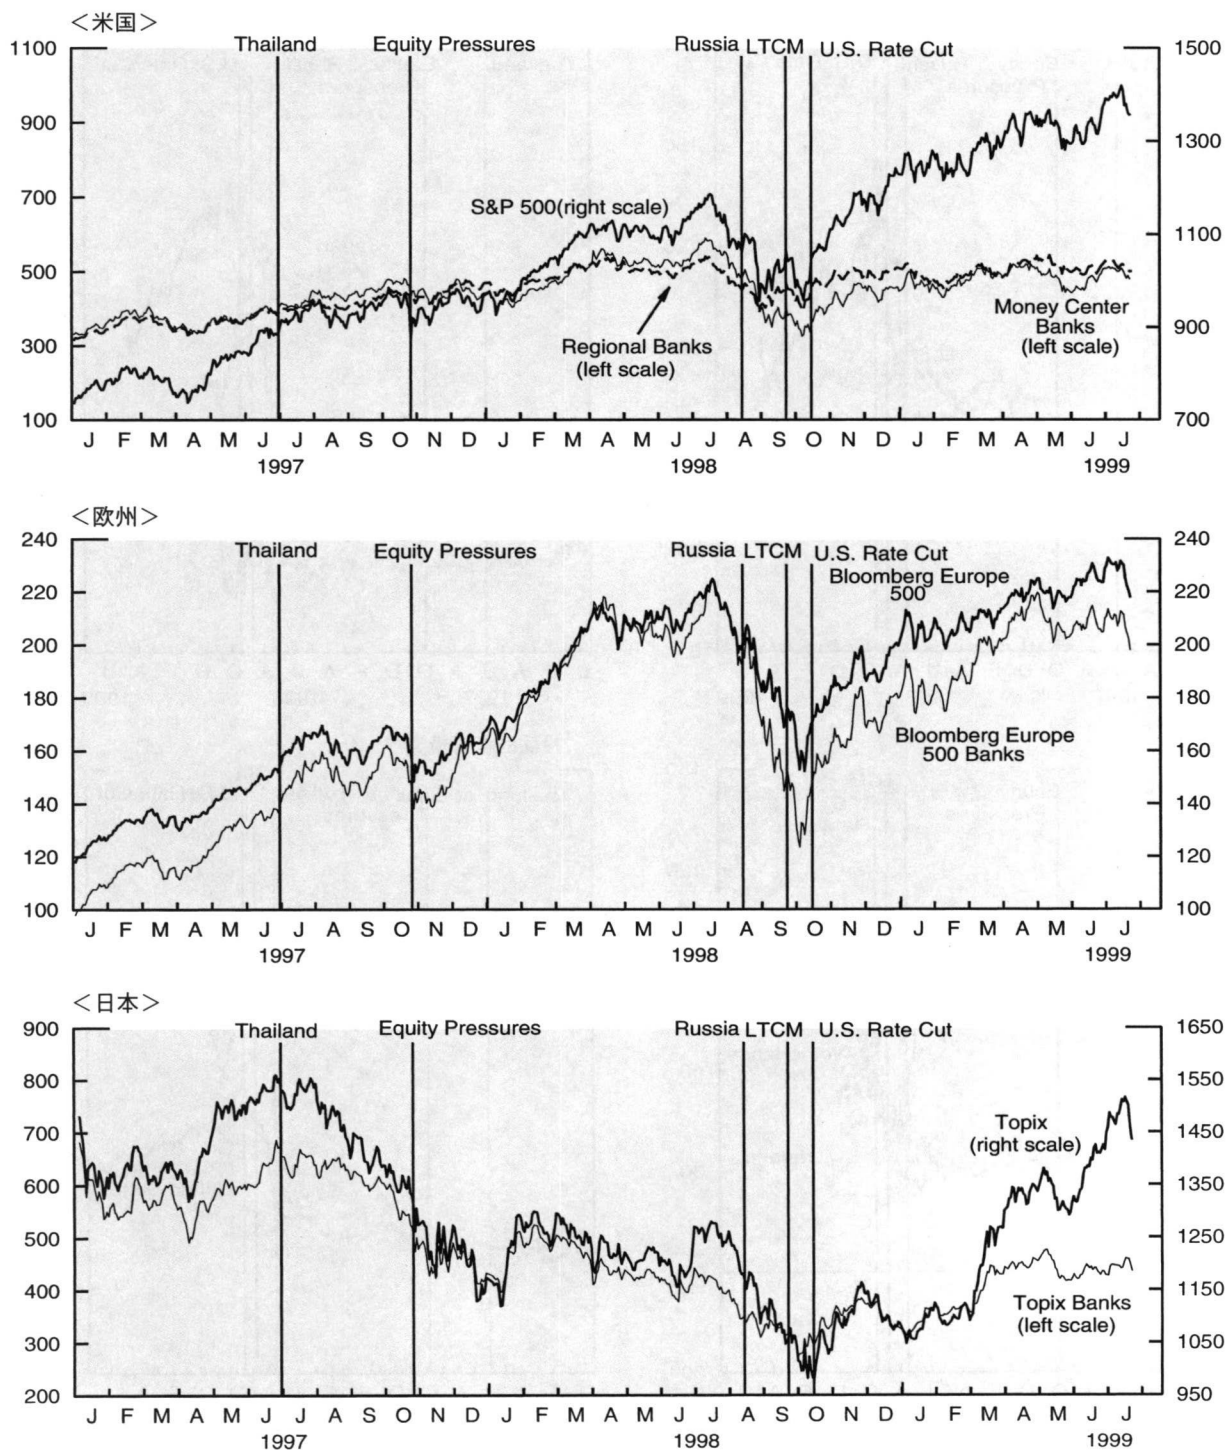 ＜米国＞
Thailand Equity Pressures Russia LTCM U.S. Rate Cut
1100 1500
900 1300
700
S&P 500(right scale)
1100
500
Money Center
Banks
(left scale)
900
300
Regional Banks
(left scale)
100 700
J F M A M J J A S O N D J F M A M J J A S O N D J F M A M J J
1997 1998 1999
＜欧州＞
240 240
Thailand Equity Pressures Russia LTCM U.S. Rate Cut
Bloomberg Europe
500
220 220
200 200
180 180
Bloomberg Europe
500 Banks
160 160
140 140
120 120
100 100
J F M A M J J A S O N D J F M A M J J A S O N D J F M A M J J
1997 1998 1999
＜日本＞
900 1650
Thailand Equity Pressures Russia LTCM U.S. Rate Cut
800 1550
700 1450
Topix
(right scale)
600 1350
500 1250
400 1150
Topix Banks
(left scale)
300 1050
200 950
J F M A M J J A S O N D J F M A M J J A S O N D J F M A M J J
1997 1998 1999